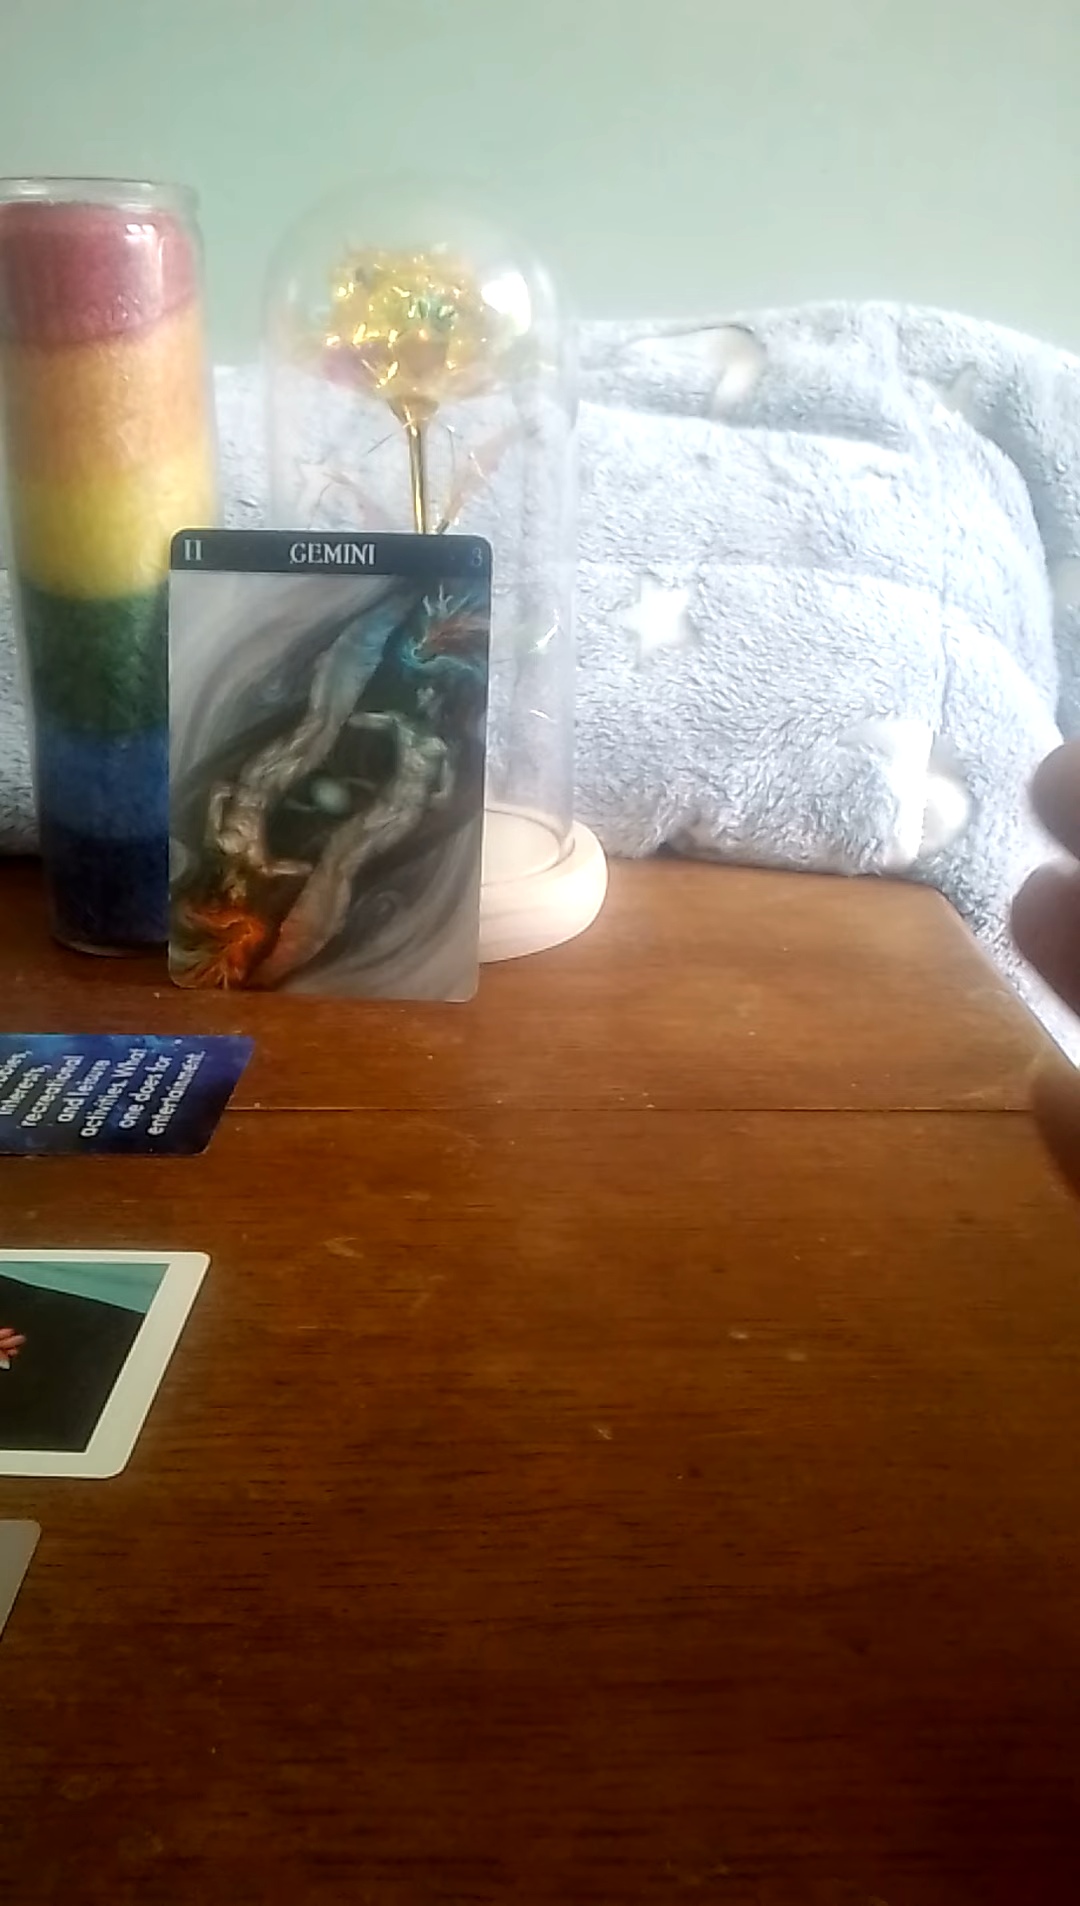 II GEMINI 3
interests,
recreational
and leisure
activities. What
one does for
entertainment.